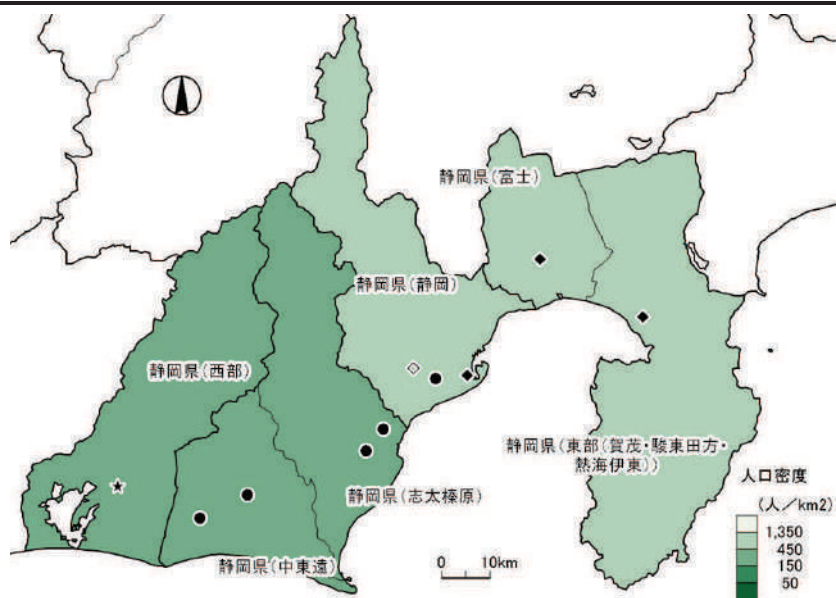 静岡県(富士)
静岡県(静岡)
静岡県(西部)
静岡県(東部(賀茂・駿東田方・
熱海伊東))
静岡県(志太榛原)
静岡県(中東遠)
0 10km
人口密度
(人/km2)
1,350
450
150
50